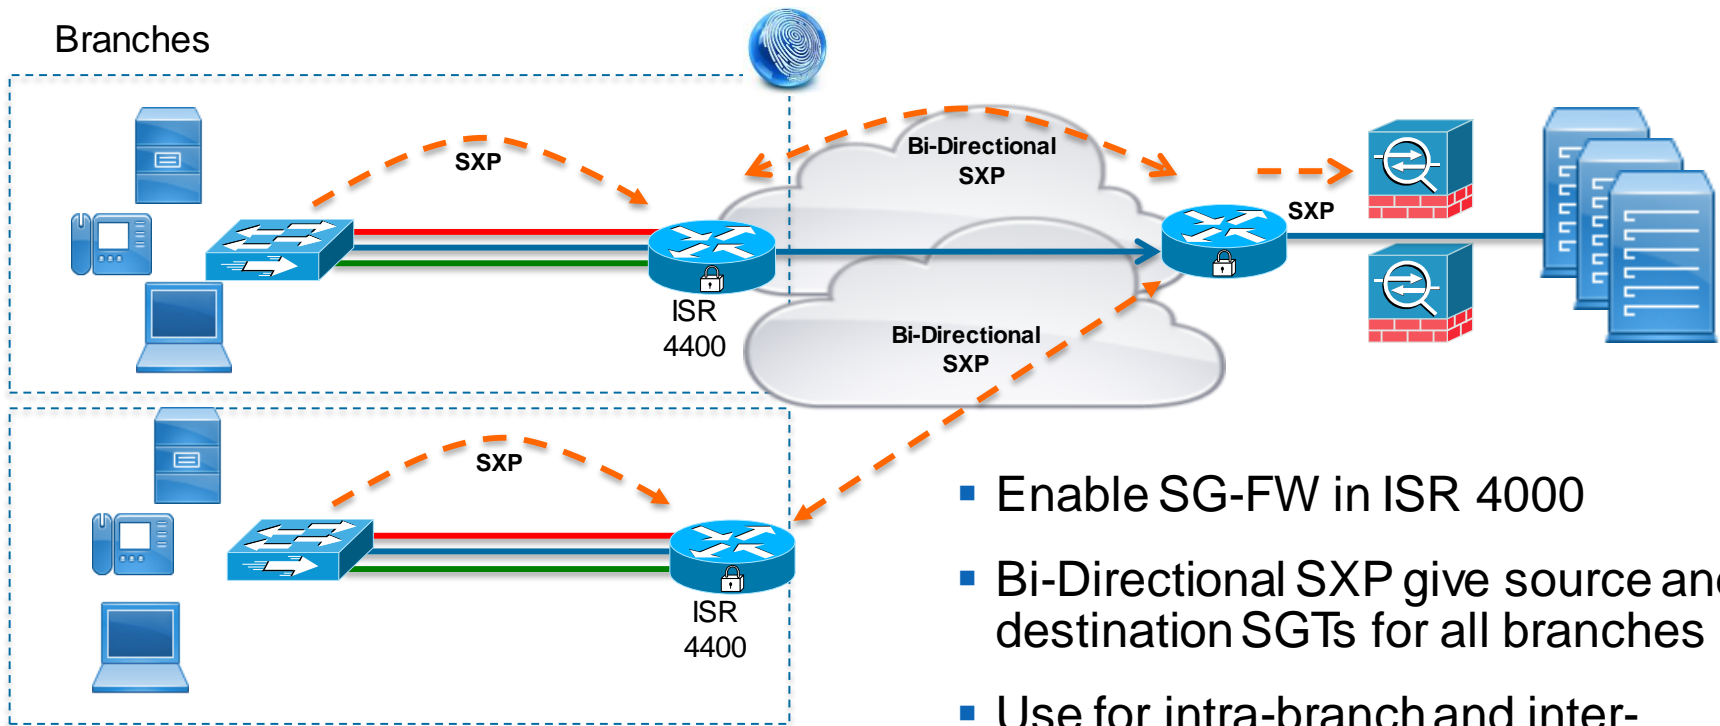 Branches
SXP
Bi-Directional
SXP
SXP
ISR
4400
Bi-Directional
SXP
SXP
ISR
4400
Enable SG-FW in ISR 4000
Bi-Directional SXP give source and
destination SGTs for all branches
Use for intra-branch and inter-